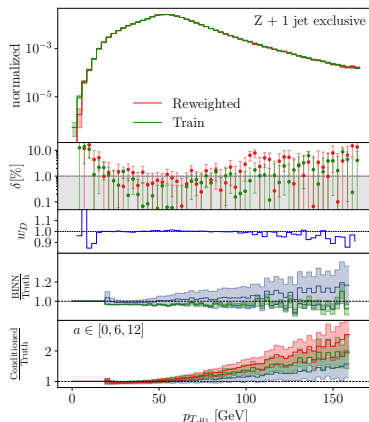 Z + 1 jet exclusive
normalized
10⁻³
10⁻⁵
Reweighted
Train
δ[%]
10.0
1.0
0.1
w_D
1.1
1.0
0.9
BINN
Truth
1.2
1.0
a ∈ [0, 6, 12]
Conditioned
Truth
2
1
0 50 100 150
p_{T,μ₁} [GeV]